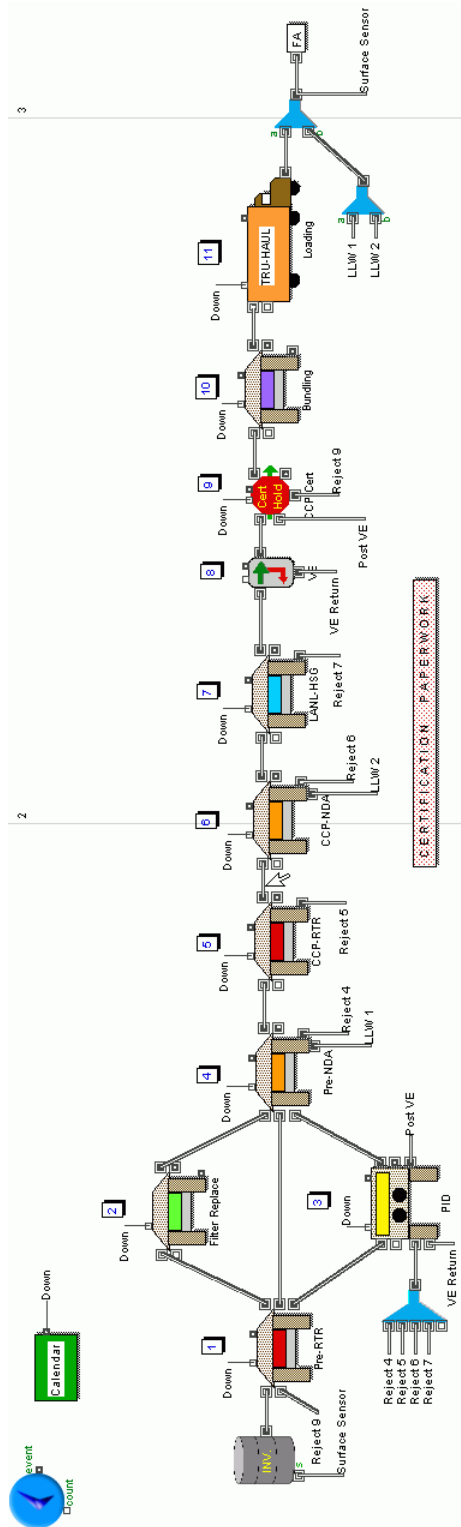 event
count
Calendar
Down
INV.
s
Surface Sensor
Reject 9
1
Down
Pre-RTR
2
Down
Filter Replace
3
Down
PID
Post VE
VE Return
Reject 4
Reject 5
Reject 6
Reject 7
4
Down
Pre-NDA
Reject 4
LLW 1
5
Down
CCP-RTR
Reject 5
2
6
Down
CCP-NDA
Reject 6
LLW 2
7
Down
LANL-HSG
Reject 7
CERTIFICATION PAPERWORK
8
VE
VE Return
9
Down
Cert
Hold
CCP Cert
Reject 9
Post VE
10
Down
Bundling
11
Down
TRU-HAUL
Loading
3
a
b
LLW 1
LLW 2
a
b
FA
Surface Sensor